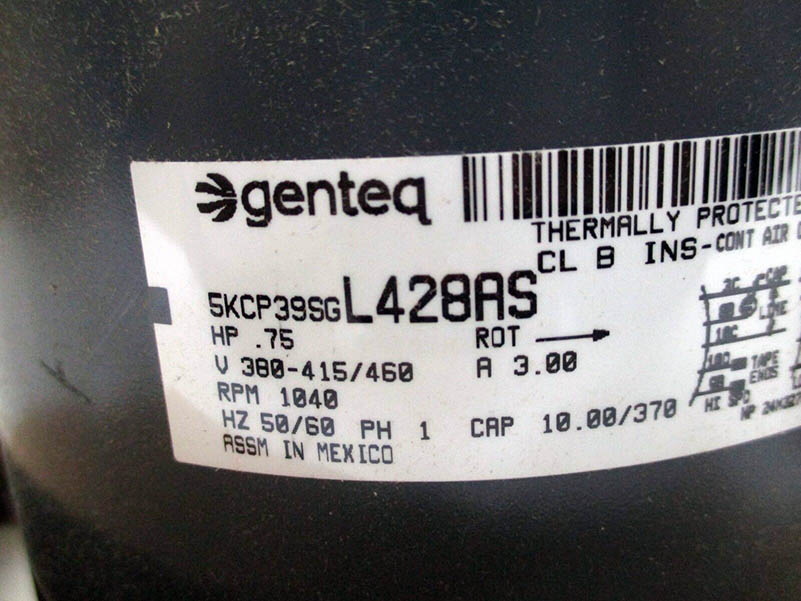 genteq
THERMALLY PROTECTE
CL B INS-CONT AIR
5KCP39SGL428AS
HP .75 ROT
V 380-415/460 A 3.00
RPM 1040
HZ 50/60 PH 1 CAP 10.00/370
ASSM IN MEXICO
CAP
LINE
TAPE
ENDS
HI SPD